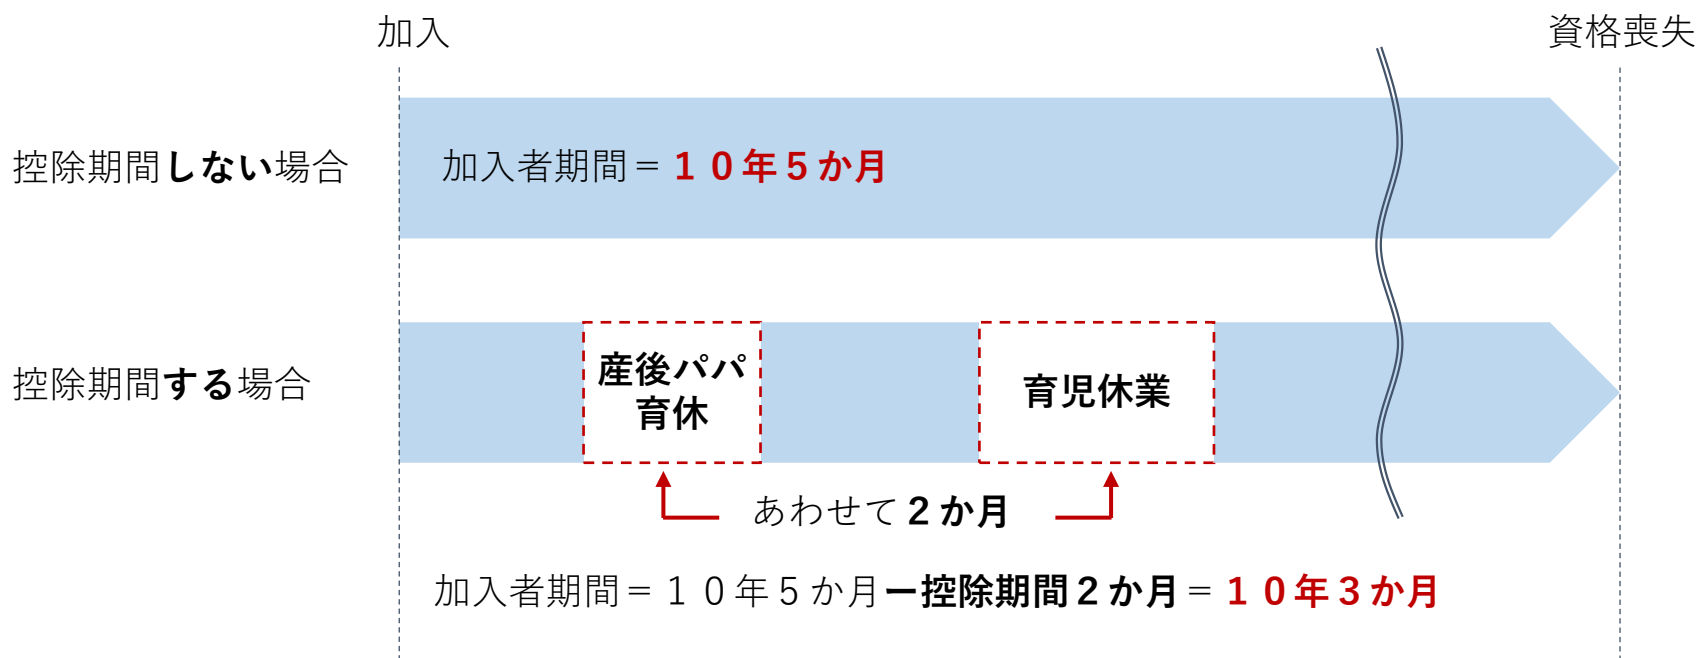 加入
資格喪失
控除期間しない場合
加入者期間＝１０年５か月
控除期間する場合
産後パパ
育休
育児休業
あわせて２か月
加入者期間＝１０年５か月ー控除期間２か月＝１０年３か月